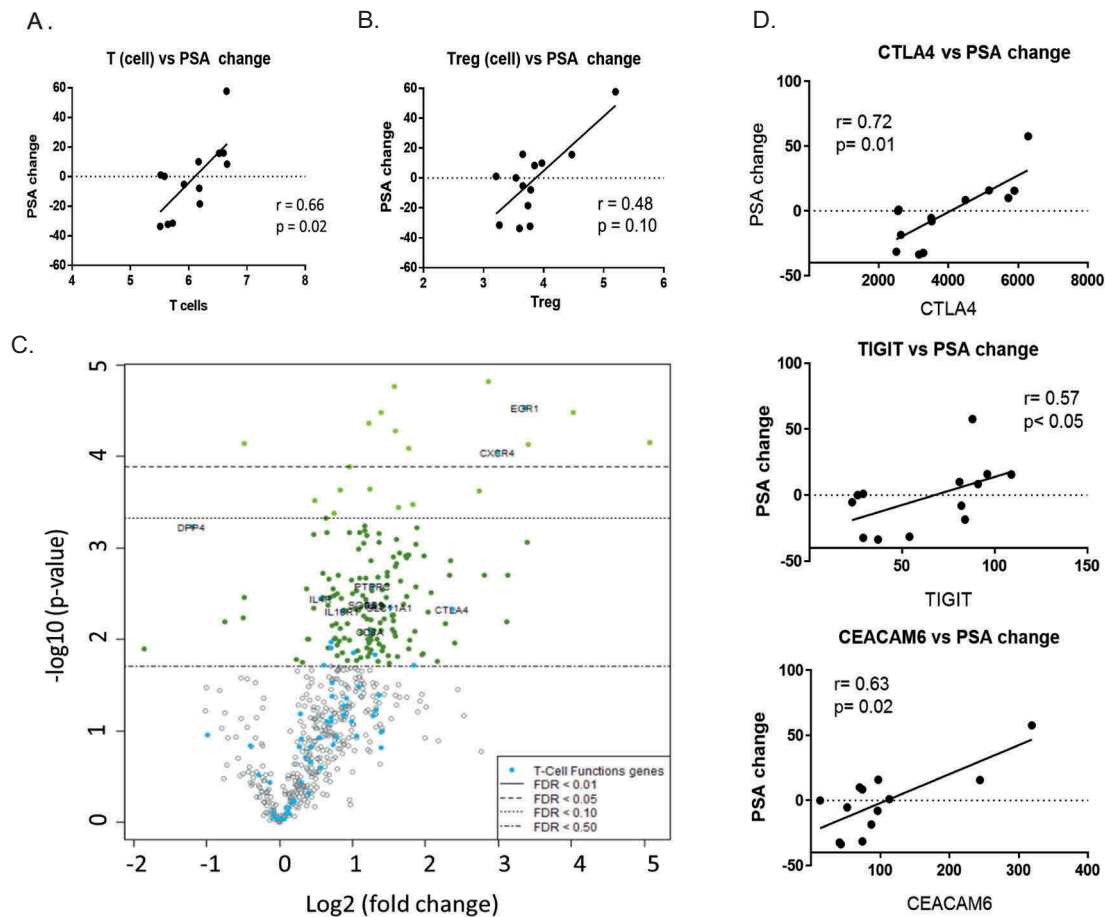 A.
T (cell) vs PSA change
60
40
20
0
-20
-40
-60
PSA change
r = 0.66
p = 0.02
4 5 6 7 8
T cells
B.
Treg (cell) vs PSA change
60
40
20
0
-20
-40
-60
PSA change
r = 0.48
p = 0.10
2 3 4 5 6
Treg
C.
5
4
3
2
1
0
-log10 (p-value)
EGR1
CXCR4
DPP4
PTPRC
IL4R
IL10R1
SLC11A1
CTLA4
CD2A
T-Cell Functions genes
FDR < 0.01
FDR < 0.05
FDR < 0.10
FDR < 0.50
-2 -1 0 1 2 3 4 5
Log2 (fold change)
D.
CTLA4 vs PSA change
100
50
0
-50
PSA change
r= 0.72
p= 0.01
2000 4000 6000 8000
CTLA4
TIGIT vs PSA change
100
50
0
-50
PSA change
r= 0.57
p< 0.05
50 100 150
TIGIT
CEACAM6 vs PSA change
100
50
0
-50
PSA change
r= 0.63
p= 0.02
100 200 300 400
CEACAM6